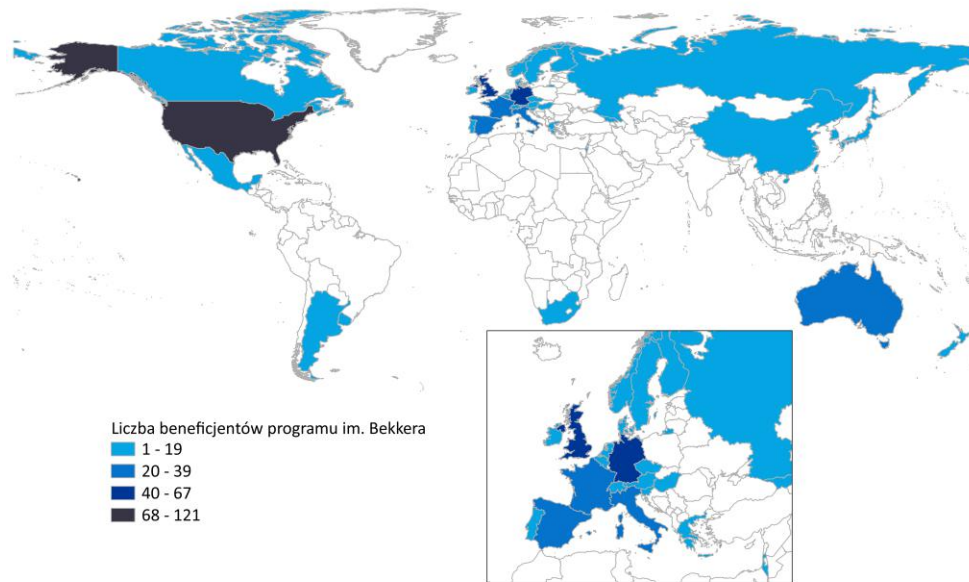 Liczba beneficjentów programu im. Bekkera
1 - 19
20 - 39
40 - 67
68 - 121